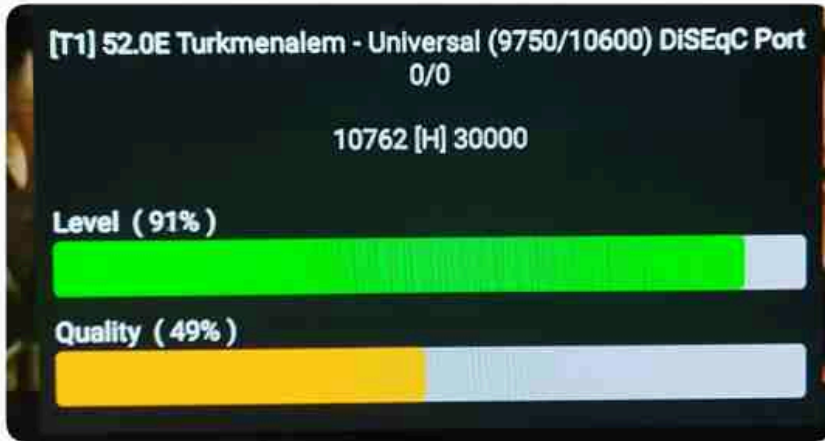 [T1] 52.0E Turkmenalem - Universal (9750/10600) DiSEqC Port
0/0
10762 [H] 30000
Level ( 91% )
Quality ( 49% )